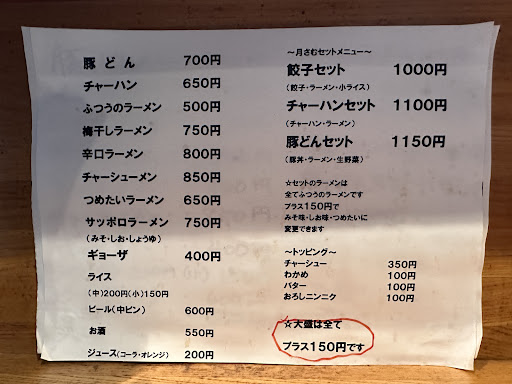 豚どん 700円
チャーハン 650円
ふつうのラーメン 500円
梅干しラーメン 750円
辛口ラーメン 800円
チャーシューメン 850円
つめたいラーメン 650円
サッポロラーメン 750円
(みそ・しお・しょうゆ)
ギョーザ 400円
ライス
(中)200円(小)150円
ビール(中ビン) 600円
お酒 550円
ジュース(コーラ・オレンジ) 200円
～月さむセットメニュー～
餃子セット 1000円
(餃子・ラーメン・小ライス)
チャーハンセット 1100円
(チャーハン・ラーメン)
豚どんセット 1150円
(豚丼・ラーメン・生野菜)
☆セットのラーメンは
全てふつうのラーメンです
プラス150円で
みそ味・しお味・つめたいに
変更できます
～トッピング～
チャーシュー 350円
わかめ 100円
バター 100円
おろしニンニク 100円
☆大盛は全て
プラス150円です